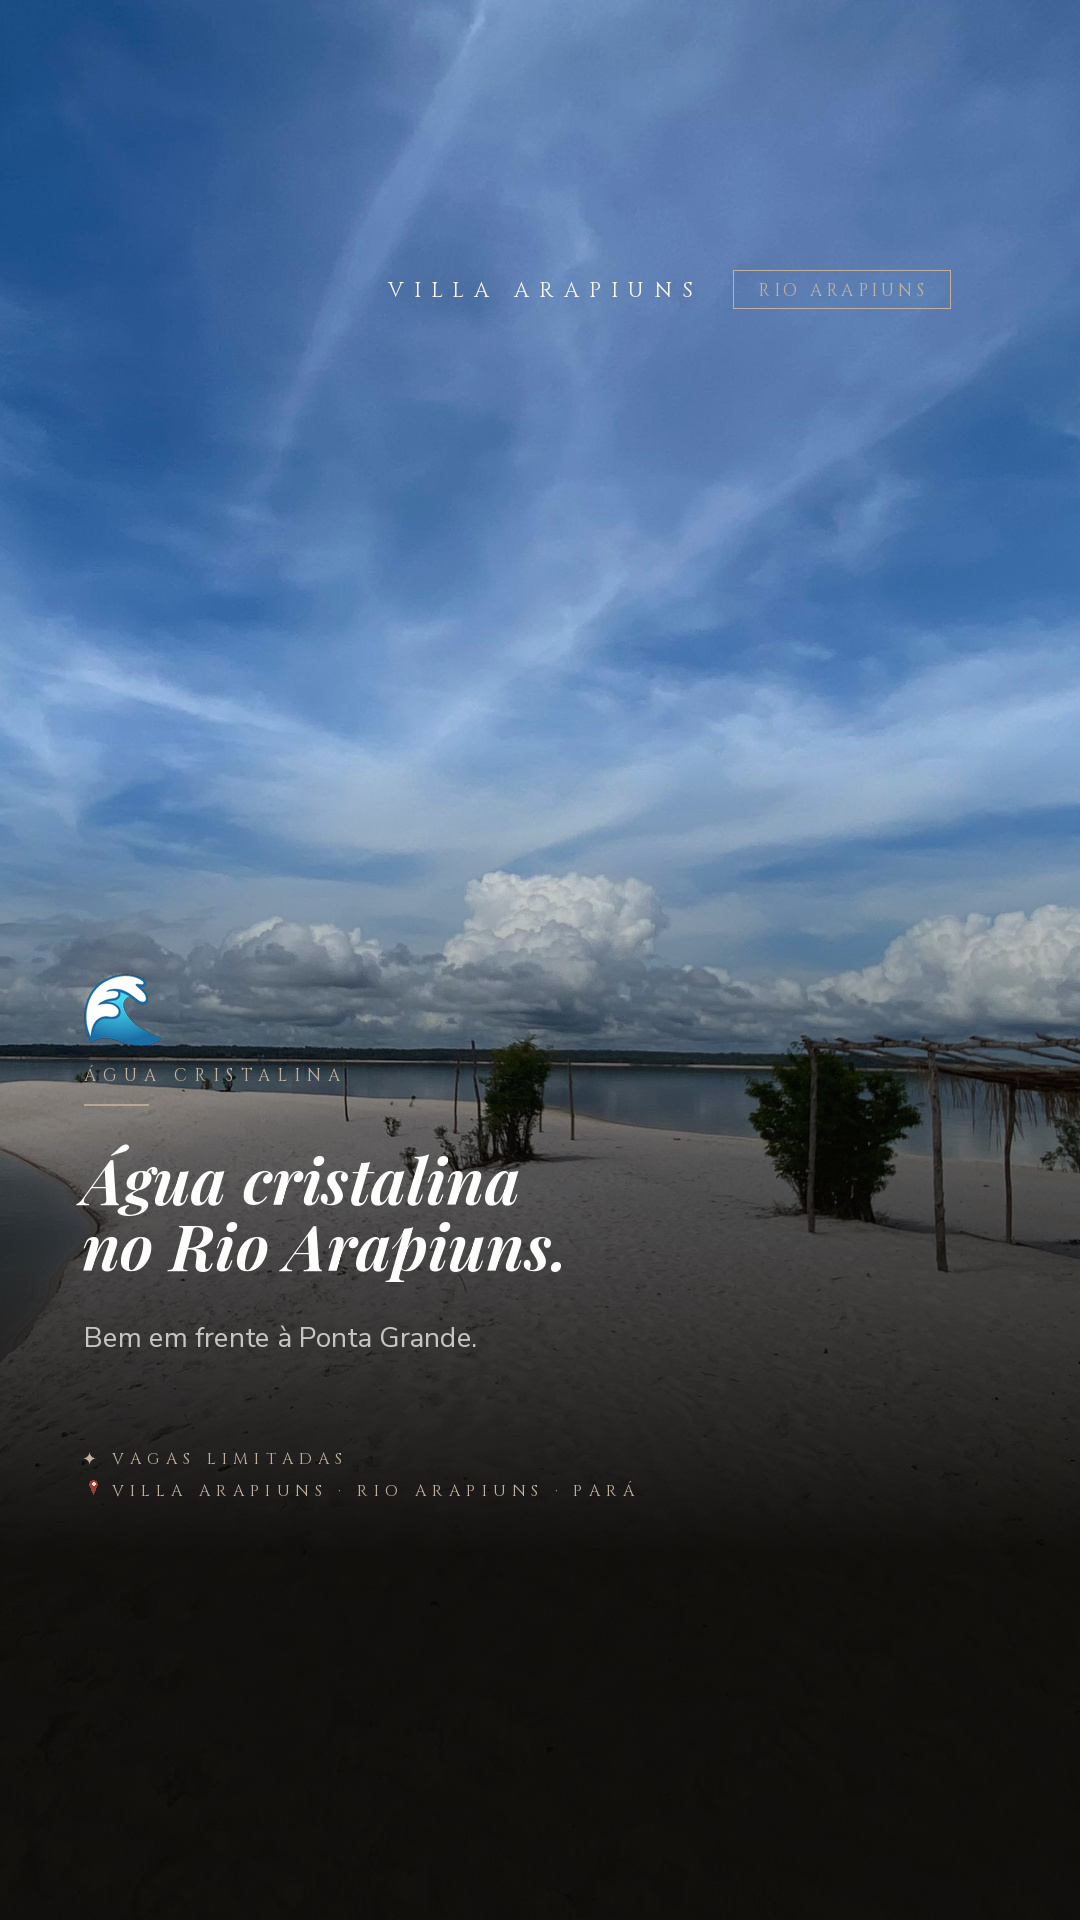 VILLA ARAPIUNS RIO ARAPIUNS
ÁGUA CRISTALINA
Água cristalina
no Rio Arapiuns.
Bem em frente à Ponta Grande.
✦ VAGAS LIMITADAS
📍 VILLA ARAPIUNS · RIO ARAPIUNS · PARÁ